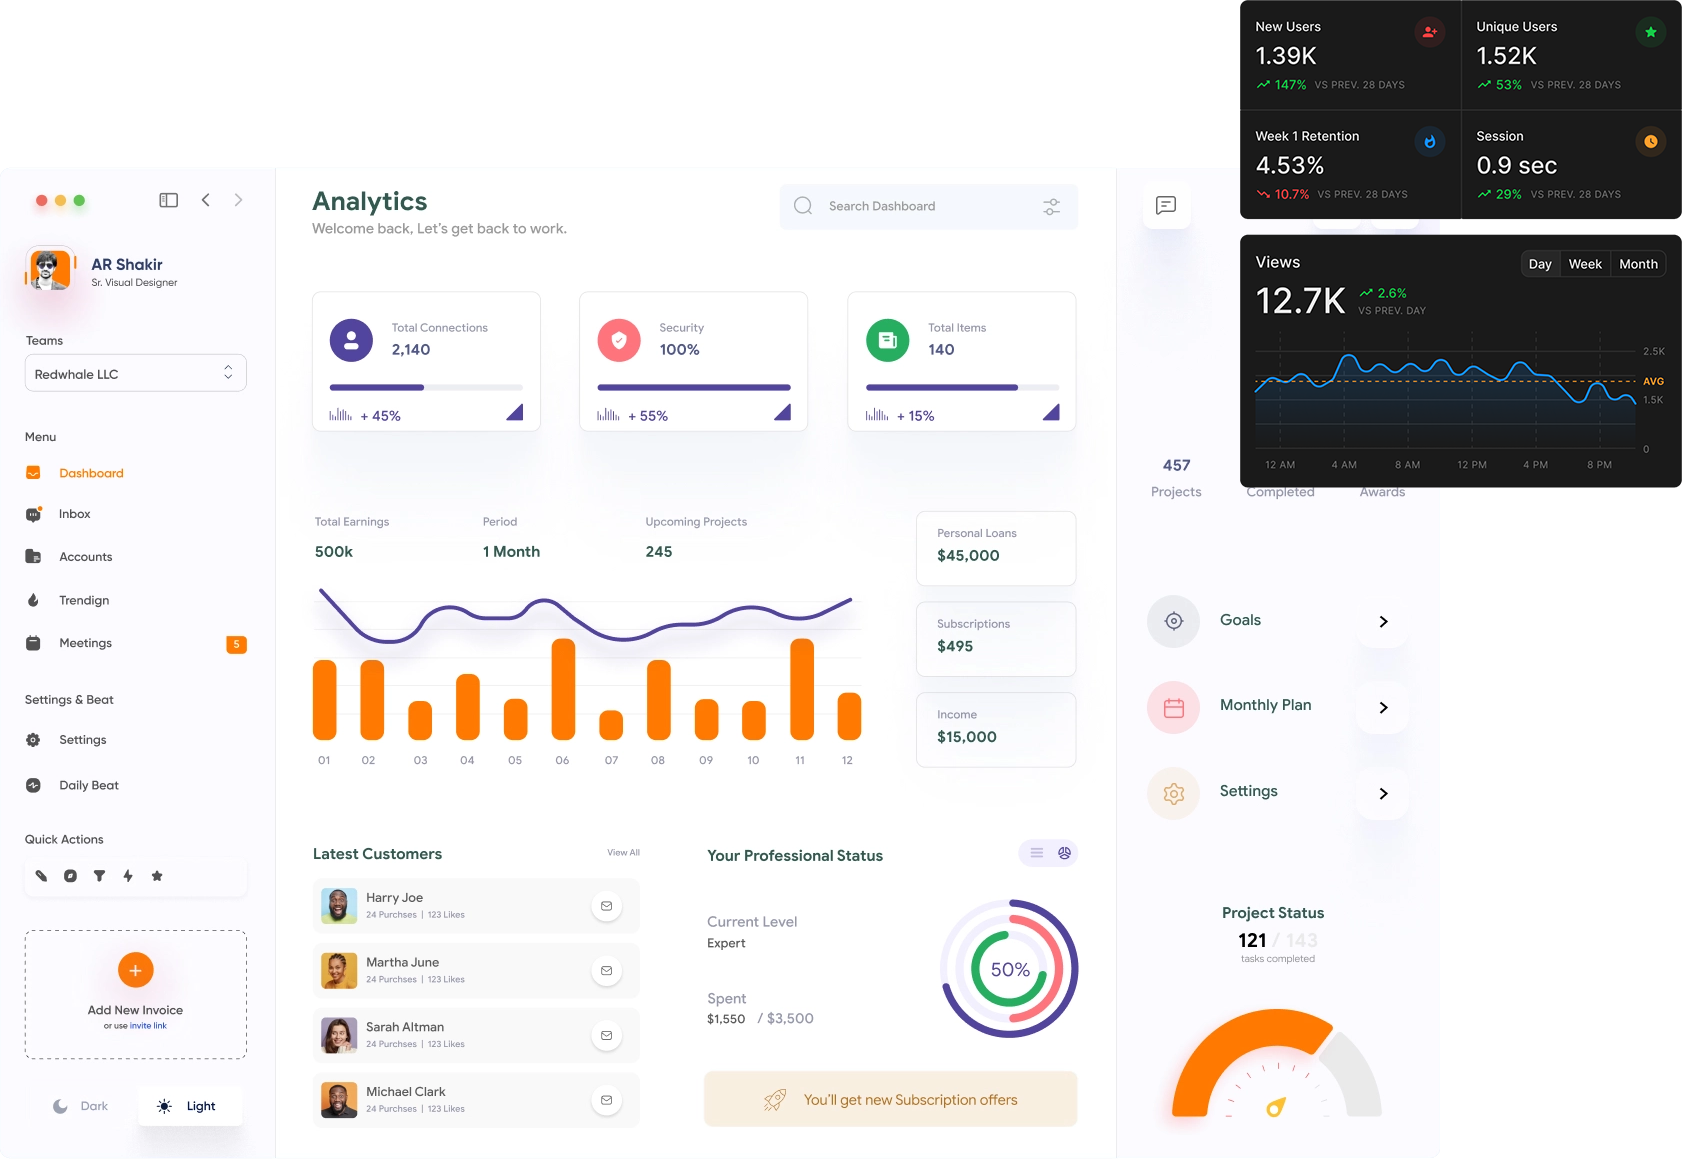 AR Shakir
Sr. Visual Designer
Teams
Redwhale LLC
Menu
Dashboard
Inbox
Accounts
Trendign
Meetings
5
Settings & Beat
Settings
Daily Beat
Quick Actions
Add New Invoice
or use invite link
Dark
Light
Analytics
Welcome back, Let's get back to work.
Search Dashboard
Total Connections
2,140
+ 45%
Security
100%
+ 55%
Total Items
140
+ 15%
Total Earnings
500k
Period
1 Month
Upcoming Projects
245
01 02 03 04 05 06 07 08 09 10 11 12
Personal Loans
$45,000
Subscriptions
$495
Income
$15,000
Latest Customers
View All
Harry Joe
24 Purchses | 123 Likes
Martha June
24 Purchses | 123 Likes
Sarah Altman
24 Purchses | 123 Likes
Michael Clark
24 Purchses | 123 Likes
Your Professional Status
Current Level
Expert
Spent
$1,550 / $3,500
50%
You'll get new Subscription offers
New Users
1.39K
147% VS PREV. 28 DAYS
Unique Users
1.52K
53% VS PREV. 28 DAYS
Week 1 Retention
4.53%
10.7% VS PREV. 28 DAYS
Session
0.9 sec
29% VS PREV. 28 DAYS
Views
Day Week Month
12.7K
2.6%
VS PREV. DAY
2.5K
AVG
1.5K
0
12 AM 4 AM 8 AM 12 PM 4 PM 8 PM
457
Projects
Completed
Awards
Goals
Monthly Plan
Settings
Project Status
121 / 143
tasks completed